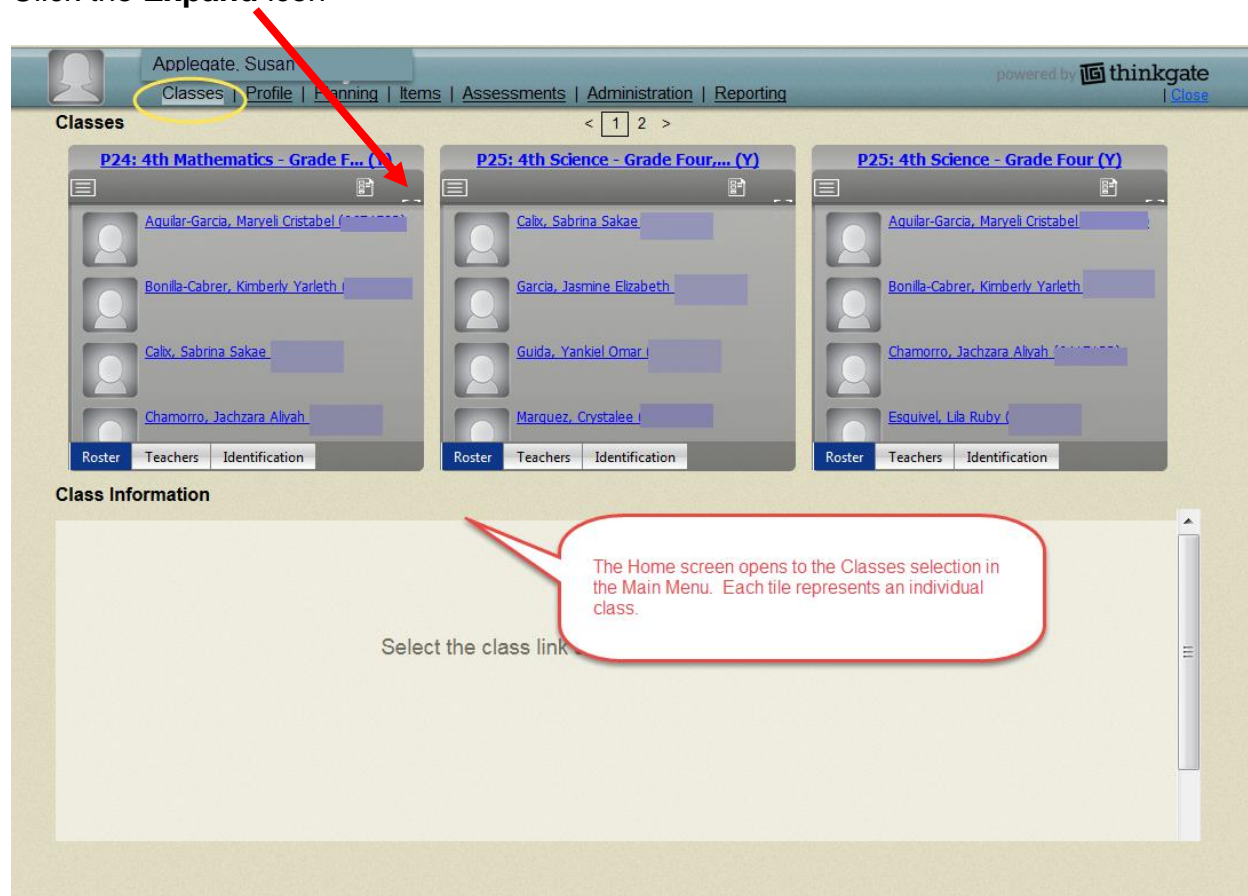 Click the Expand icon
Applegate, Susan
powered by thinkgate
Classes | Profile | Planning | Items | Assessments | Administration | Reporting
| Close
Classes
< 1 2 >
P24: 4th Mathematics - Grade F... (Y)
P25: 4th Science - Grade Four,... (Y)
P25: 4th Science - Grade Four (Y)
Aguilar-Garcia, Maryeli Cristabel
Bonilla-Cabrer, Kimberly Yarleth (
Calix, Sabrina Sakae
Chamorro, Jachzara Aliyah
Calix, Sabrina Sakae
Garcia, Jasmine Elizabeth
Guida, Yankiel Omar (
Marquez, Crystalee (
Aguilar-Garcia, Maryeli Cristabel
Bonilla-Cabrer, Kimberly Yarleth
Chamorro, Jachzara Aliyah
Esquivel, Lila Ruby (
Roster Teachers Identification
Roster Teachers Identification
Roster Teachers Identification
Class Information
The Home screen opens to the Classes selection in
the Main Menu. Each tile represents an individual
class.
Select the class link